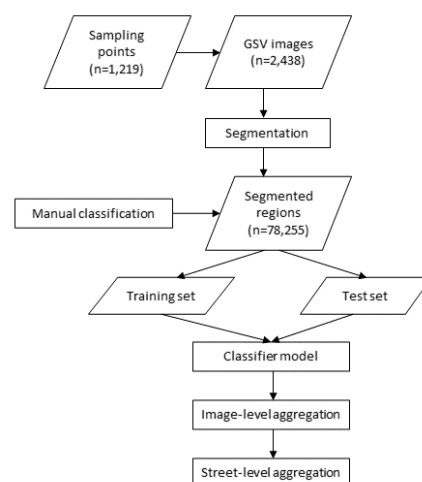 Sampling
points
(n=1,219)
GSV images
(n=2,438)
Segmentation
Manual classification
Segmented
regions
(n=78,255)
Training set
Test set
Classifier model
Image-level aggregation
Street-level aggregation